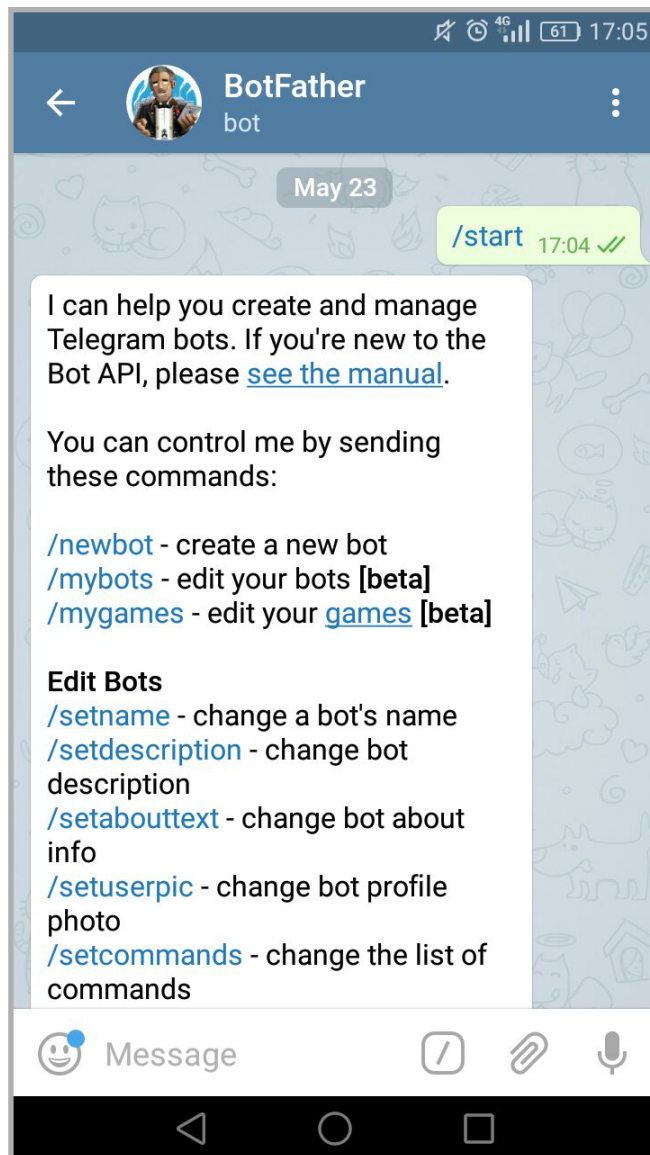 4G 61 17:05
BotFather
bot
May 23
/start 17:04
I can help you create and manage
Telegram bots. If you're new to the
Bot API, please see the manual.
You can control me by sending
these commands:
/newbot - create a new bot
/mybots - edit your bots [beta]
/mygames - edit your games [beta]
Edit Bots
/setname - change a bot's name
/setdescription - change bot
description
/setabouttext - change bot about
info
/setuserpic - change bot profile
photo
/setcommands - change the list of
commands
Message